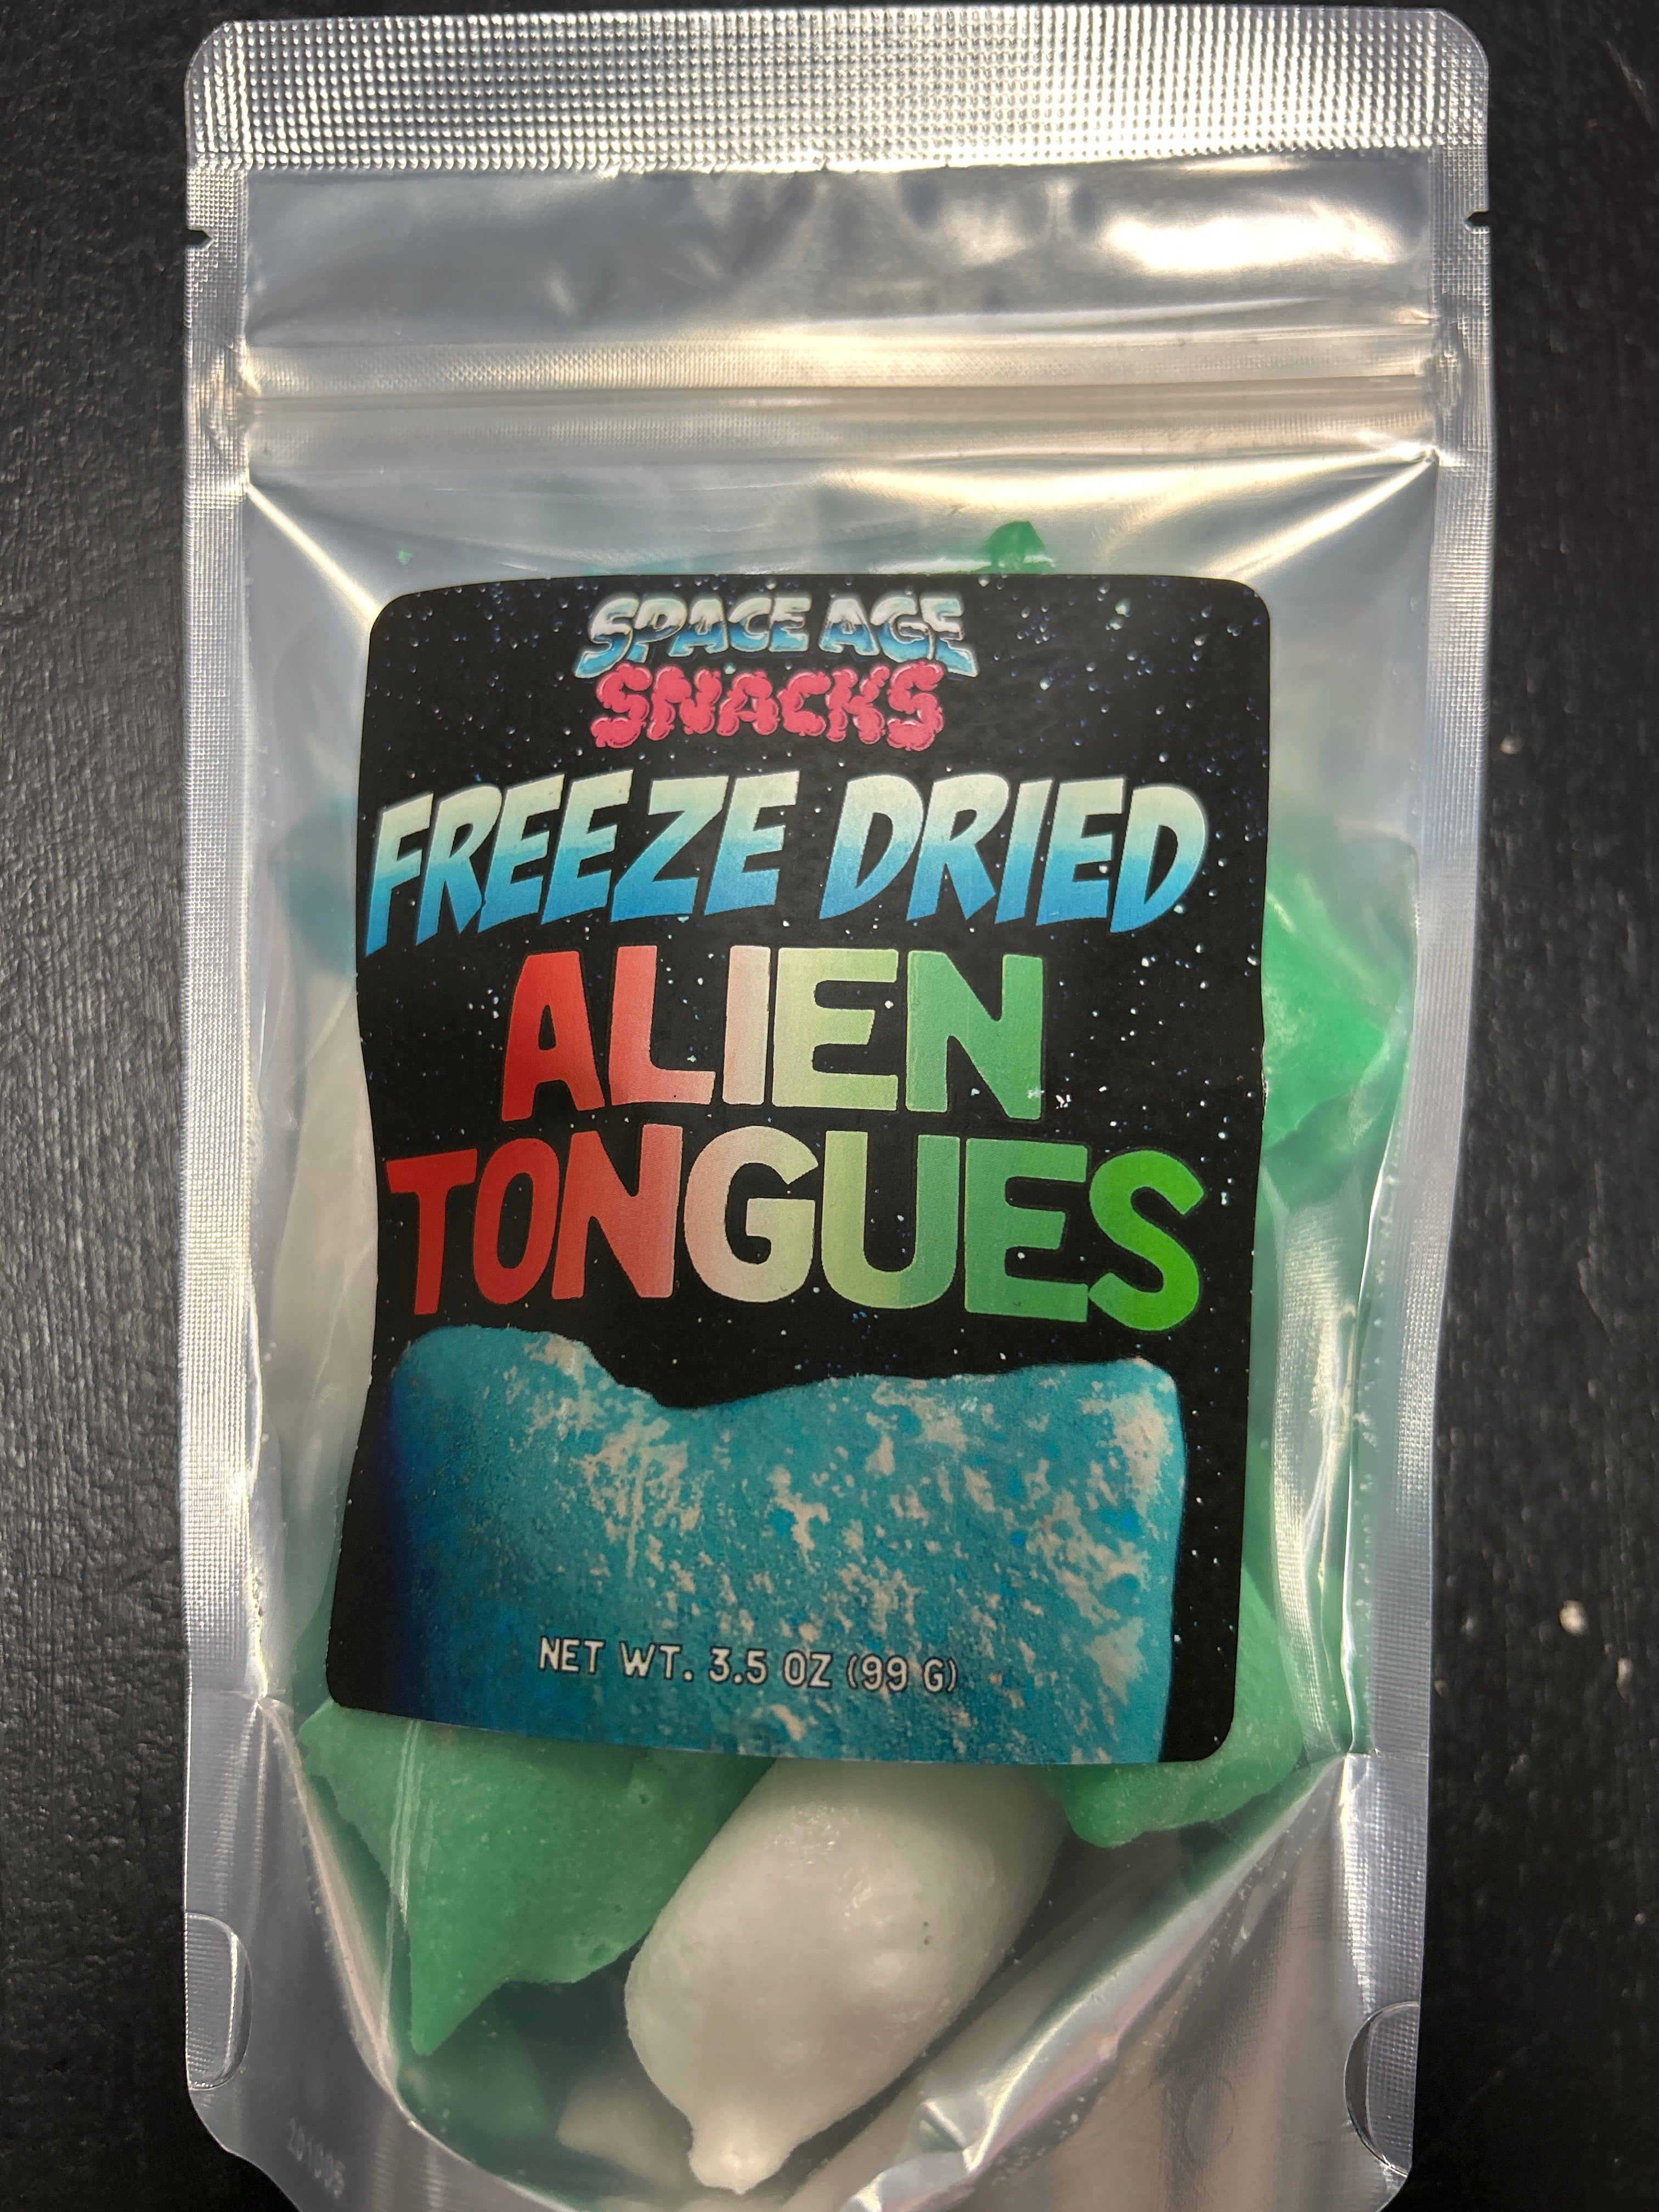 SPACE AGE
SNACKS
FREEZE DRIED
ALIEN
TONGUES
NET WT. 3.5 OZ (99 G)